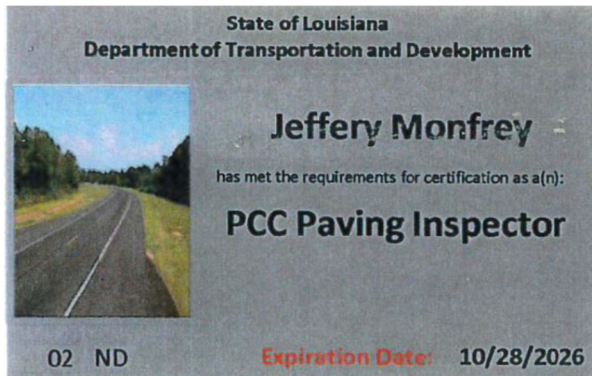 State of Louisiana
Department of Transportation and Development
Jeffery Monfrey
has met the requirements for certification as a(n):
PCC Paving Inspector
02 ND
Expiration Date: 10/28/2026